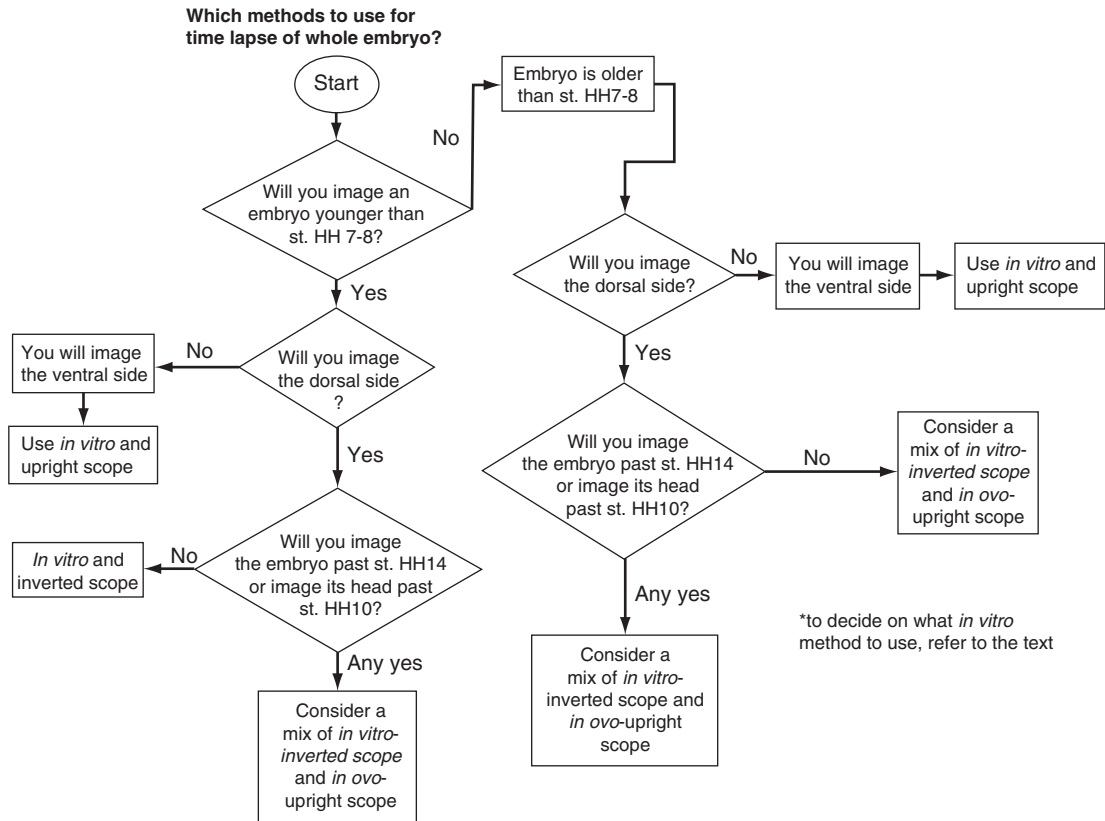 Which methods to use for
time lapse of whole embryo?
Start
Will you image an
embryo younger than
st. HH 7-8?
No
Embryo is older
than st. HH7-8
Yes
Will you image
the dorsal side
?
No
You will image
the ventral side
Use in vitro and
upright scope
Yes
Will you image
the embryo past st. HH14
or image its head past
st. HH10?
No
In vitro and
inverted scope
Any yes
Consider a
mix of in vitro-
inverted scope
and in ovo-
upright scope
Will you image
the dorsal side?
No
You will image
the ventral side
Use in vitro and
upright scope
Yes
Will you image
the embryo past st. HH14
or image its head
past st. HH10?
No
Consider a
mix of in vitro-
inverted scope
and in ovo-
upright scope
Any yes
Consider a
mix of in vitro-
inverted scope and
in ovo-upright
scope
*to decide on what in vitro
method to use, refer to the text